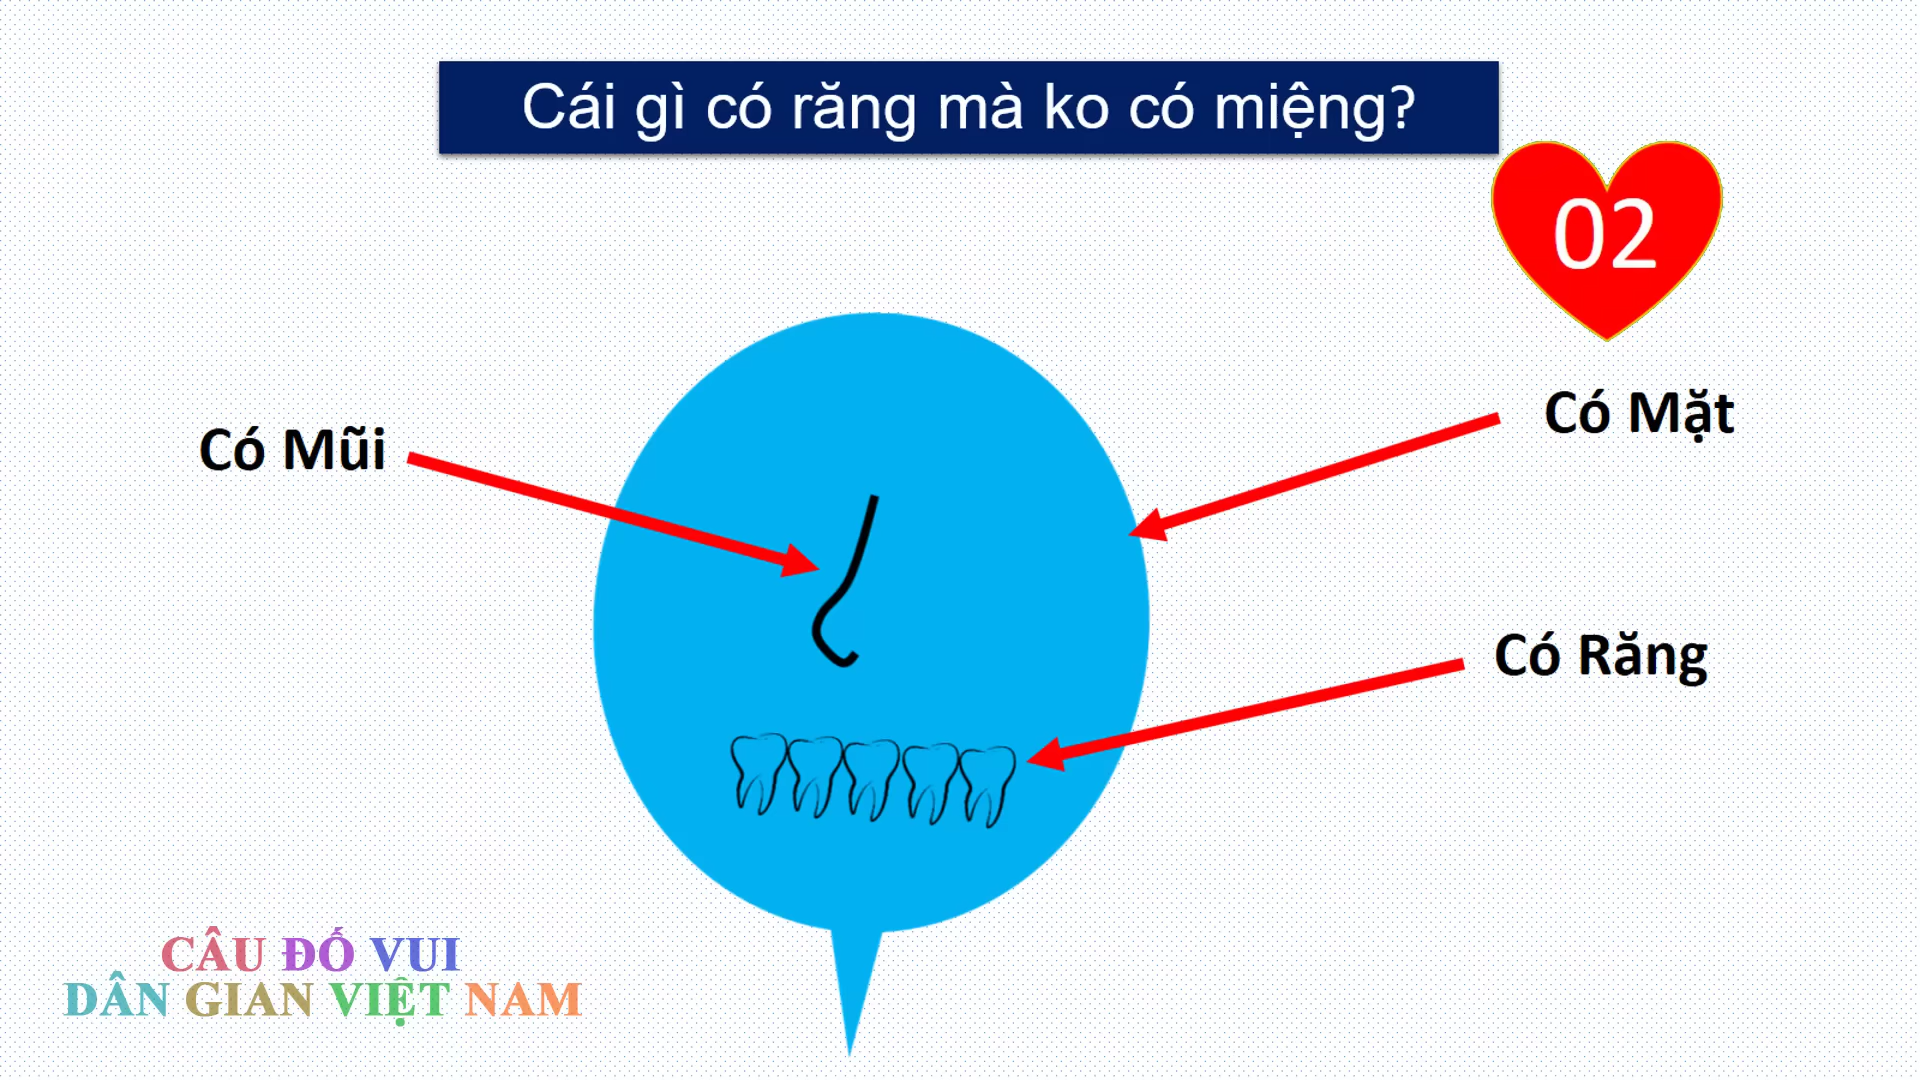 Cái gì có răng mà ko có miệng?
02
Có Mặt
Có Mũi
Có Răng
CÂU ĐỐ VUI
DÂN GIAN VIỆT NAM